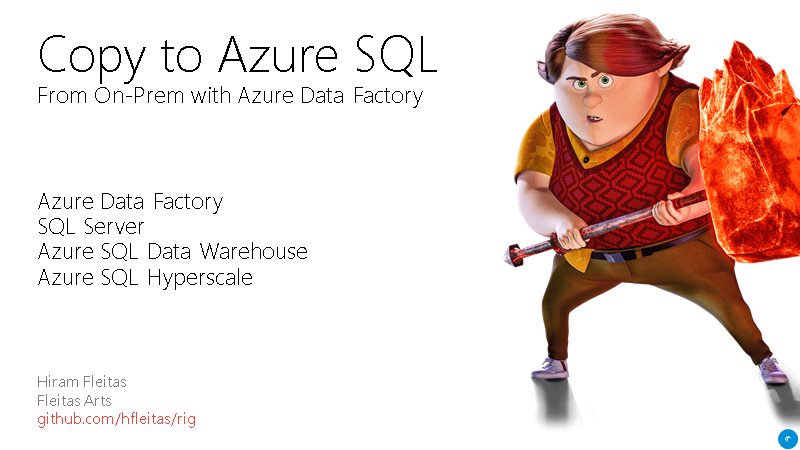 Copy to Azure SQL
From On-Prem with Azure Data Factory
Azure Data Factory
SQL Server
Azure SQL Data Warehouse
Azure SQL Hyperscale
Hiram Fleitas
Fleitas Arts
github.com/hfleitas/rig